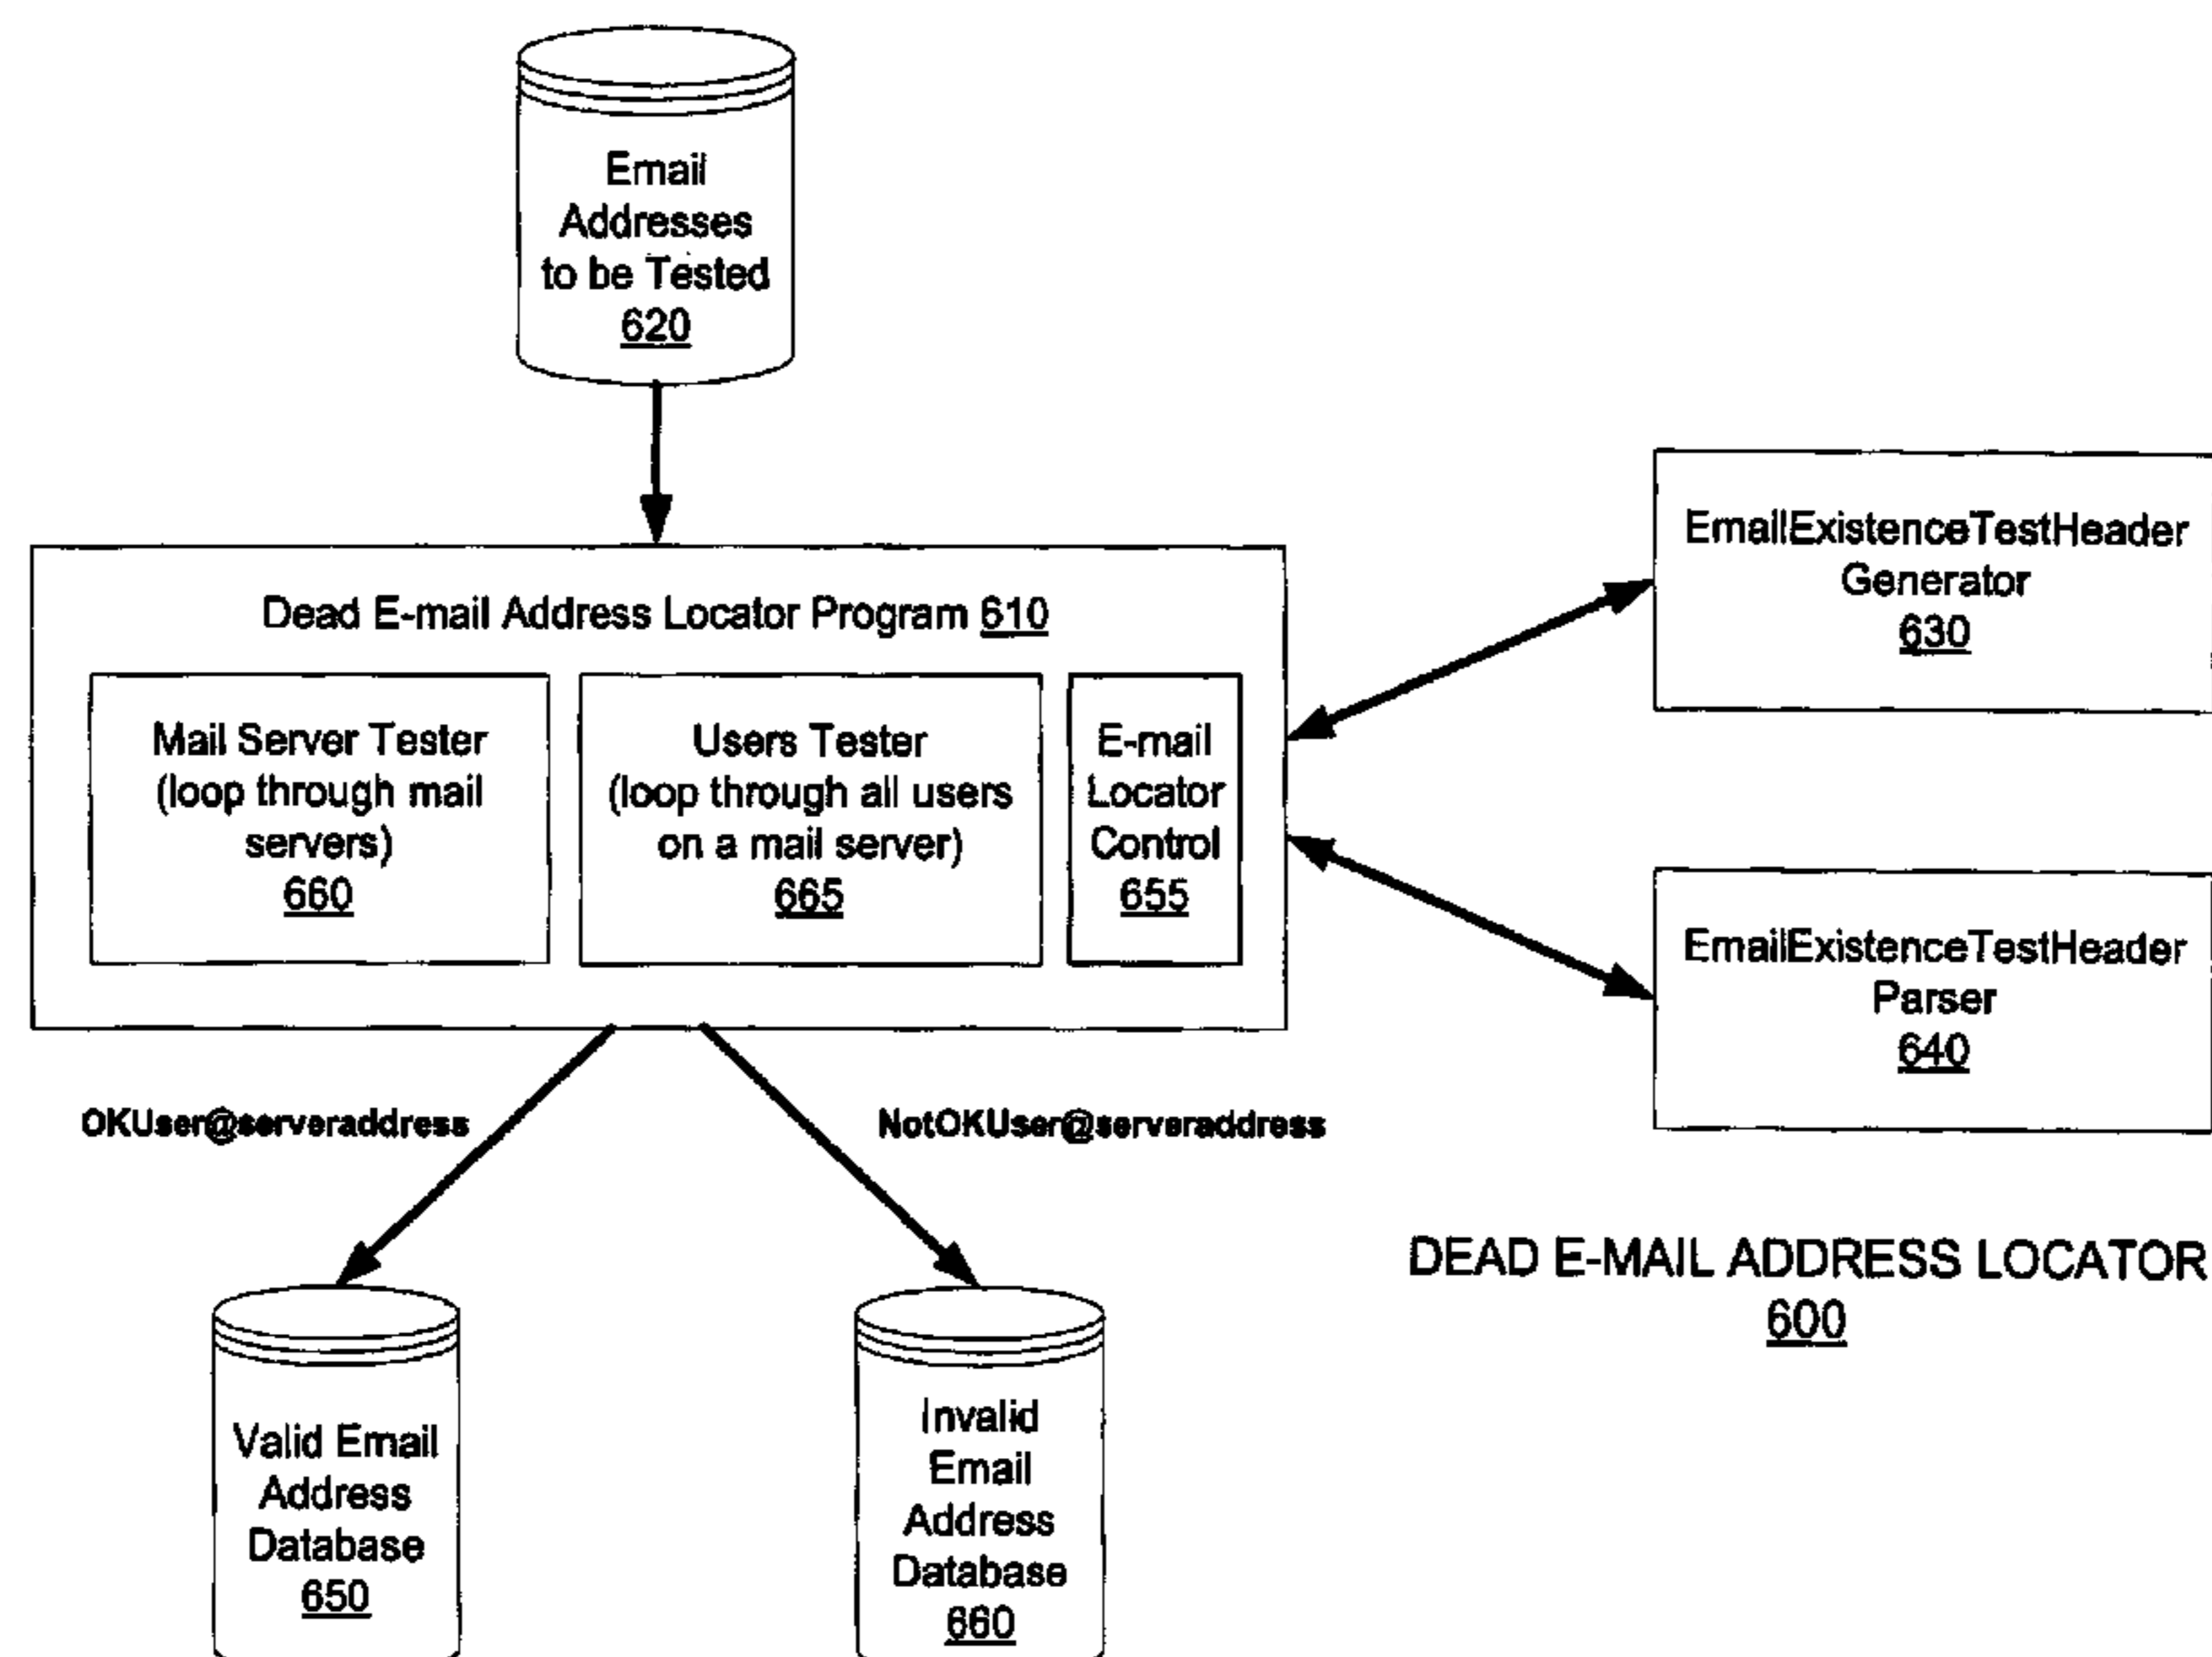 Email
Addresses
to be Tested
620
Dead E-mail Address Locator Program 610
Mail Server Tester
(loop through mail
servers)
660
Users Tester
(loop through all users
on a mail server)
665
E-mail
Locator
Control
655
EmailExistenceTestHeader
Generator
630
EmailExistenceTestHeader
Parser
640
OKUser@serveraddress
NotOKUser@serveraddress
DEAD E-MAIL ADDRESS LOCATOR
600
Valid Email
Address
Database
650
Invalid
Email
Address
Database
660